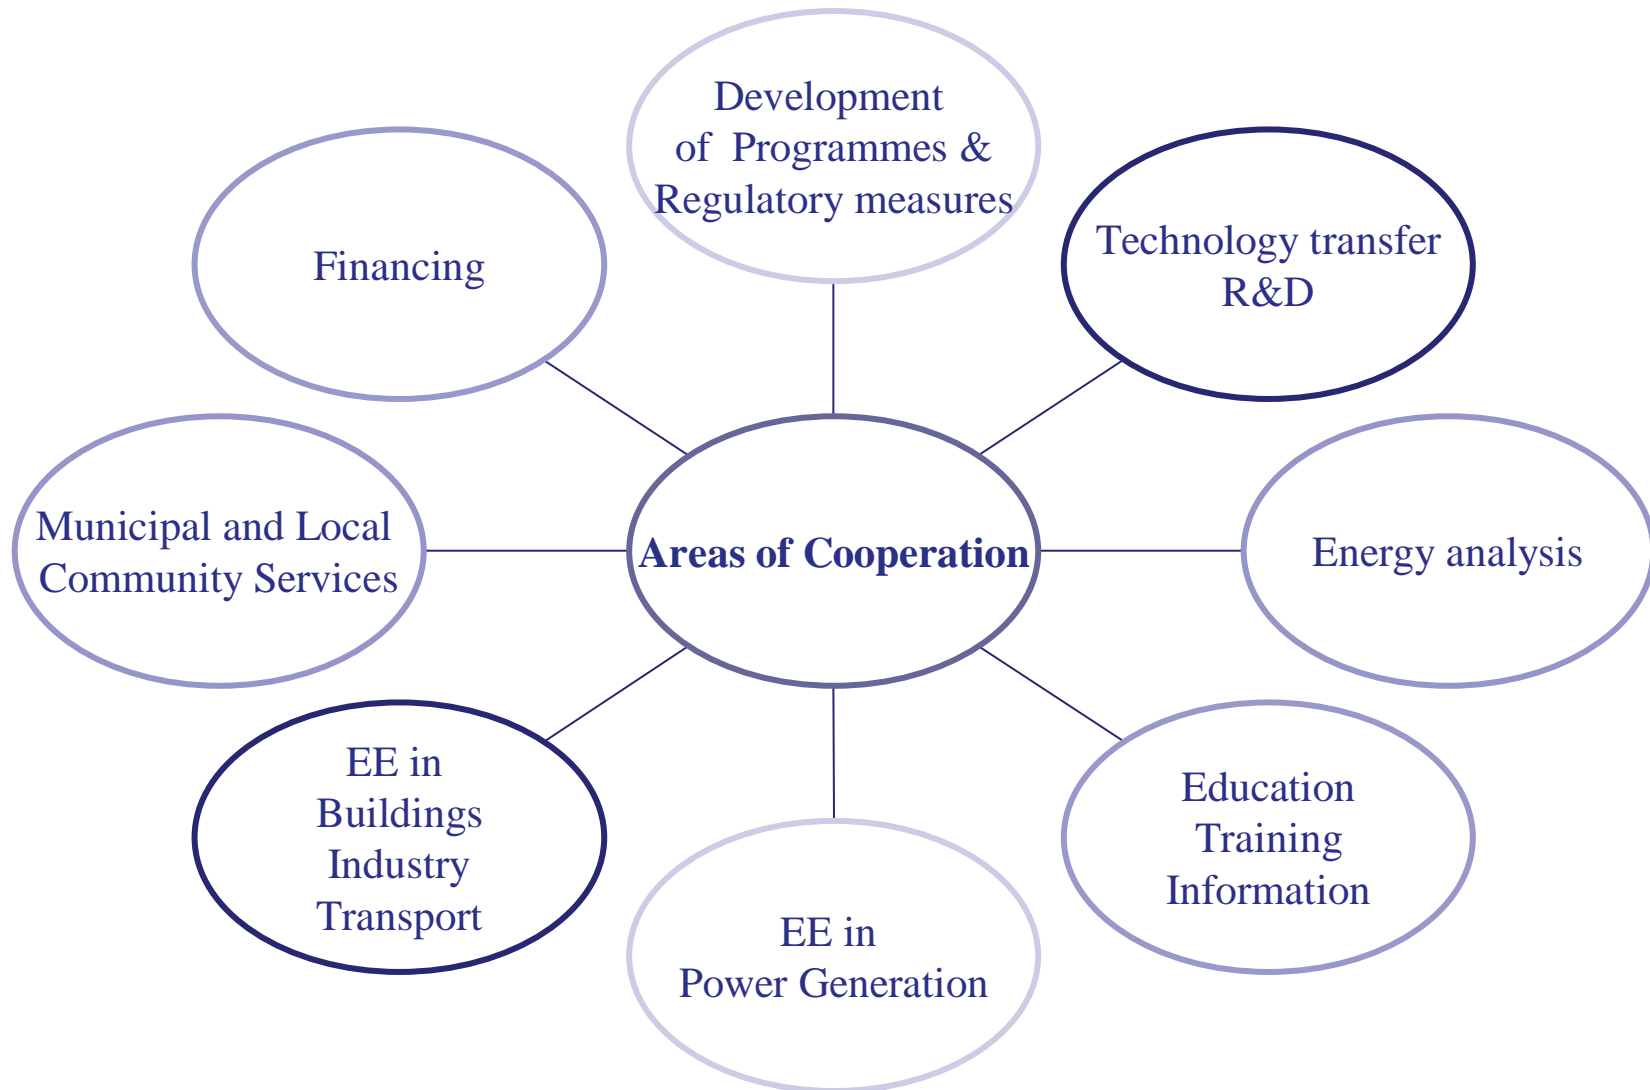 Development
of Programmes &
Regulatory measures
Financing
Technology transfer
R&D
Municipal and Local
Community Services
Areas of Cooperation
Energy analysis
EE in
Buildings
Industry
Transport
Education
Training
Information
EE in
Power Generation